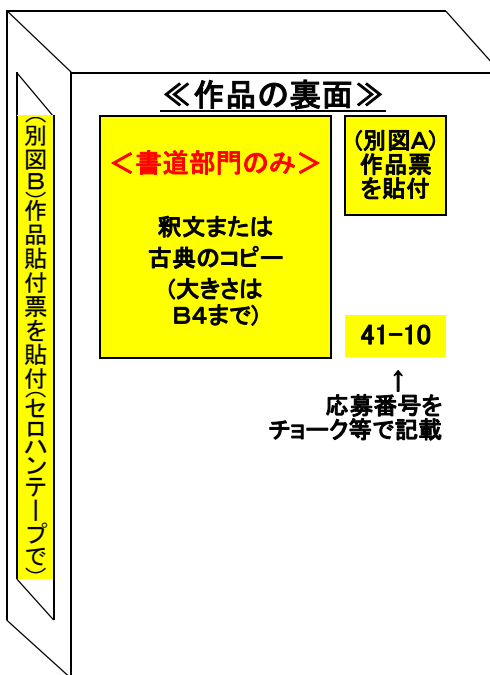 ≪作品の裏面≫
(別図B)作品貼付票を貼付(セロハンテープで)
＜書道部門のみ＞
釈文または
古典のコピー
(大きさは
B4まで)
(別図A)
作品票
を貼付
41-10
↑
応募番号を
チョーク等で記載